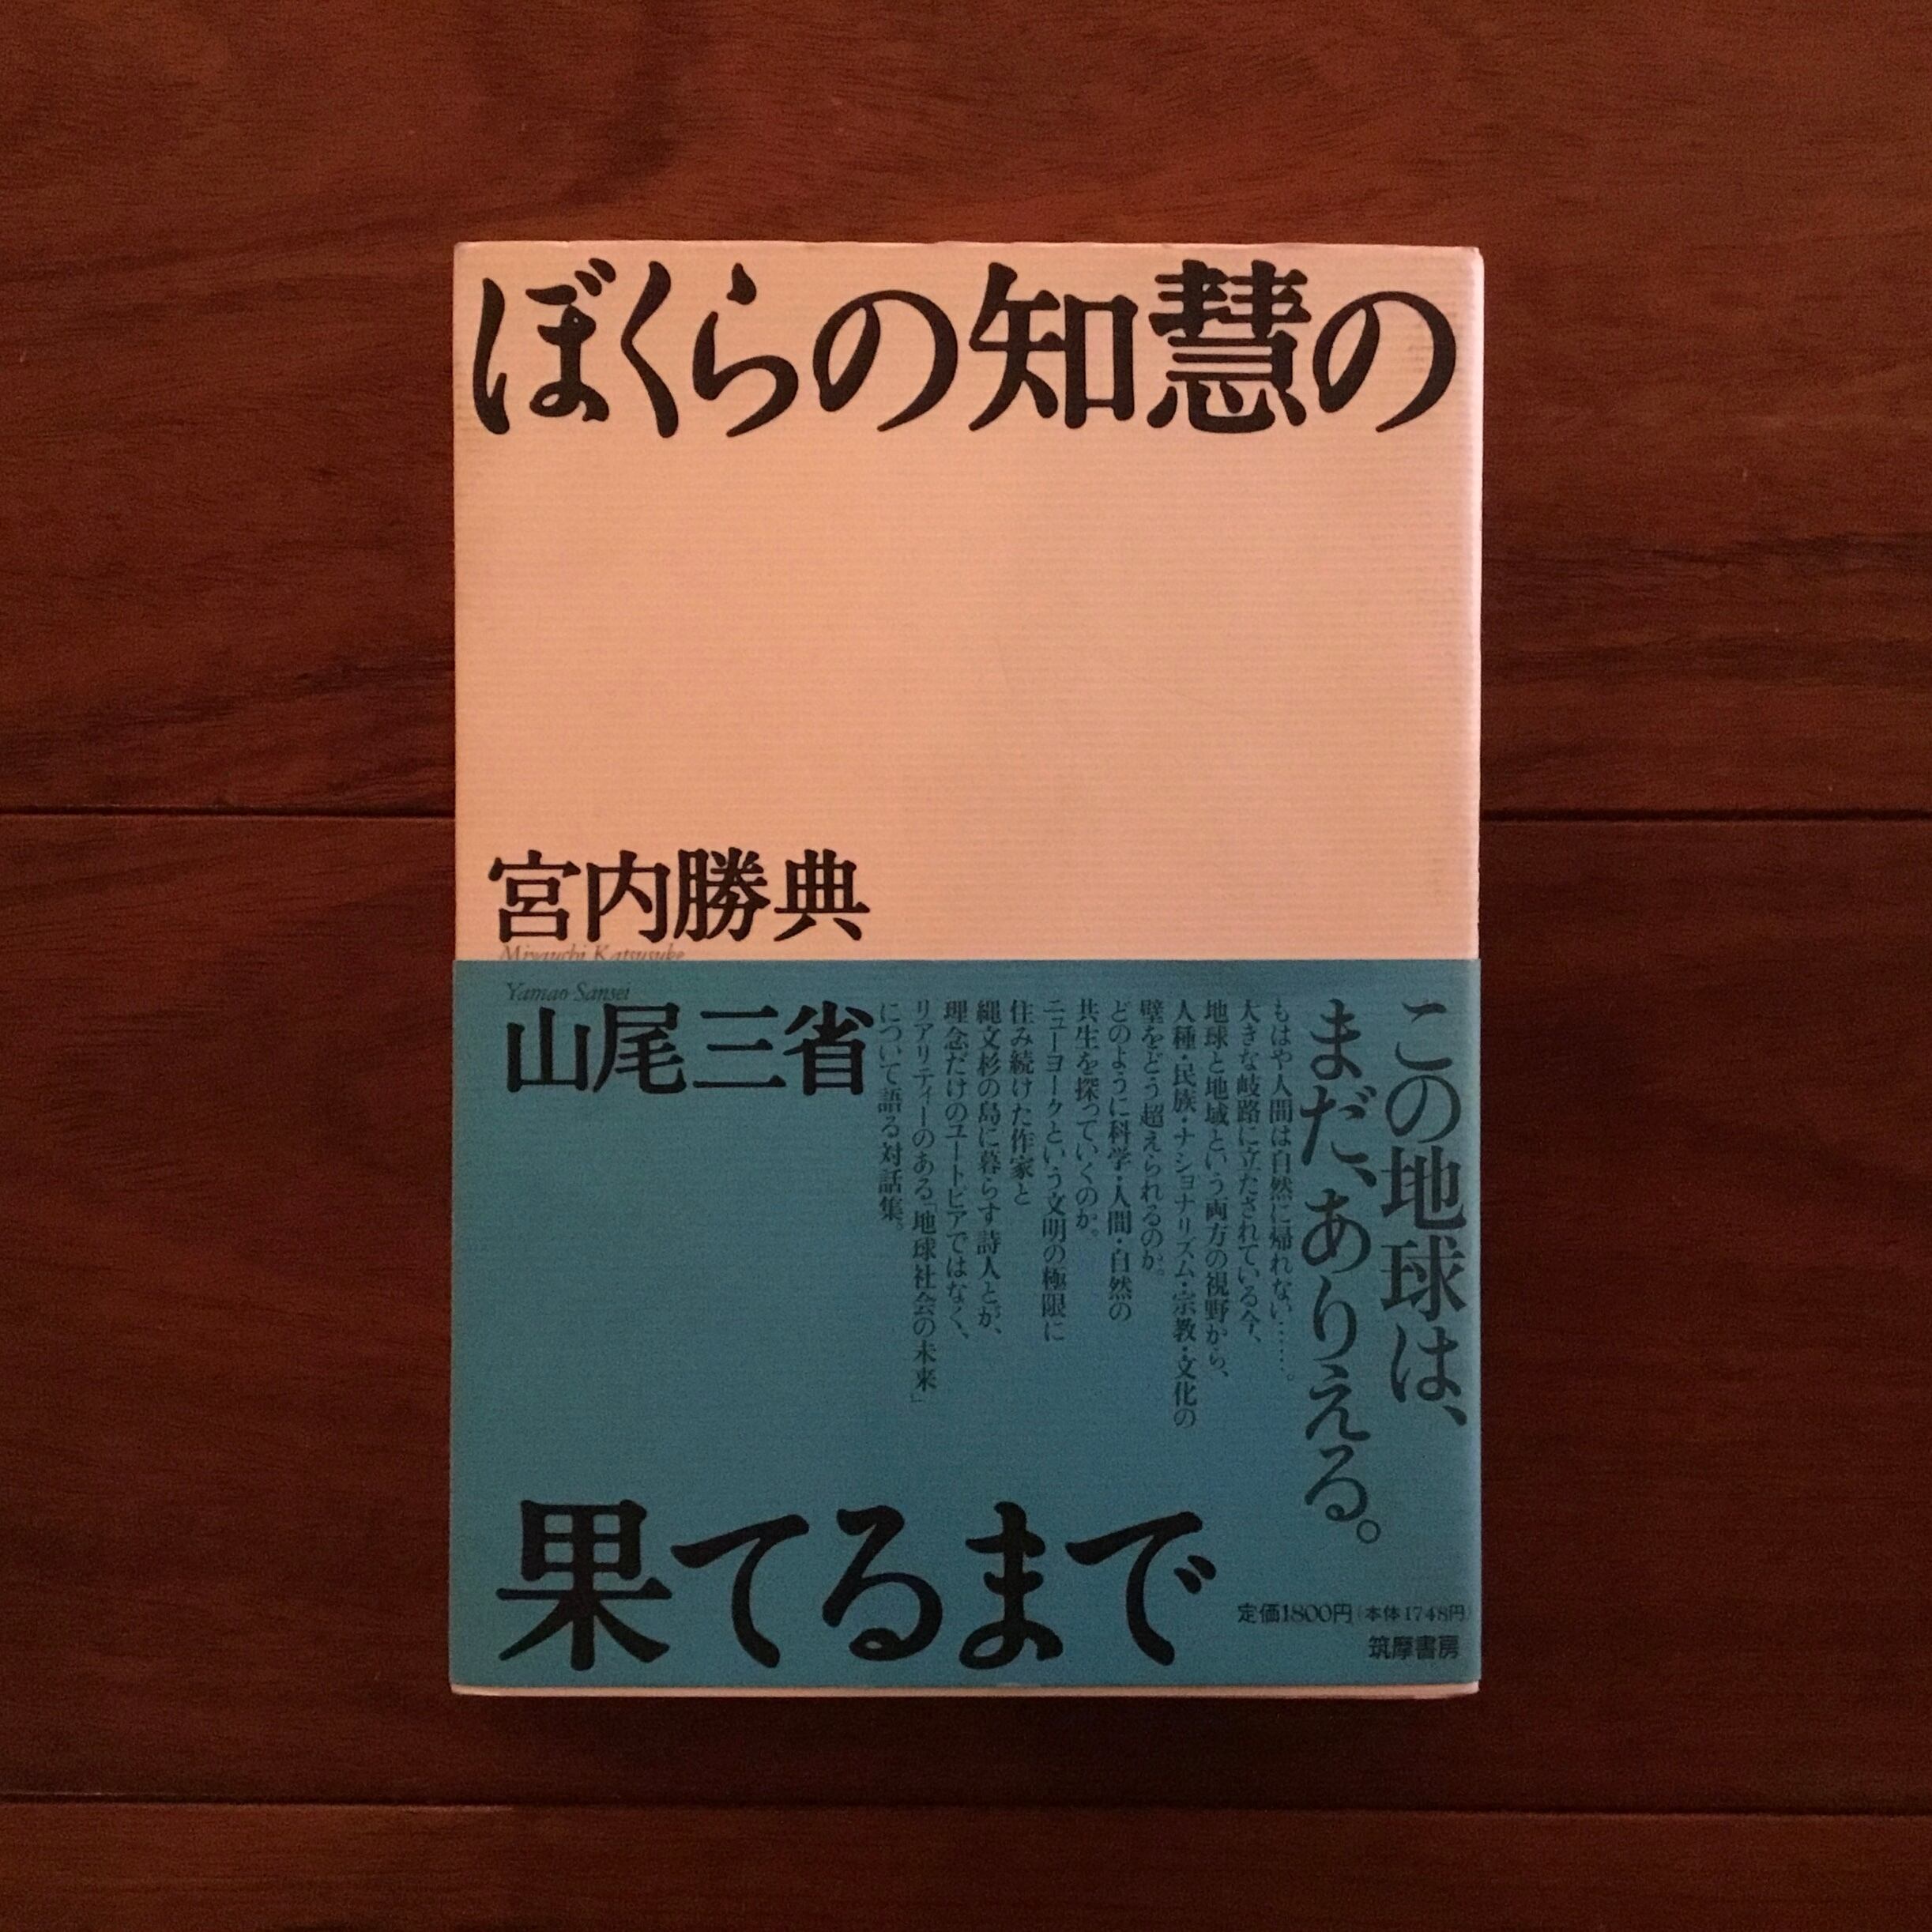 ぼくらの知慧の
宮内勝典
Miyauchi Katsusuke
Yamao Sansei
山尾三省
この地球は、
まだ、ありえる。
もはや人間は自然に帰れない……。
大きな岐路に立たされている今、
地球と地域という両方の視野から、
人種・民族・ナショナリズム・宗教・文化の
壁をどう超えられるのか。
どのように科学・人間・自然の
共生を探っていくのか。
ニューヨークという文明の極限に
住み続けた作家と
縄文杉の島に暮らす詩人とが、
理念だけのユートピアではなく、
リアリティーのある「地球社会の未来」
について語る対話集。
果てるまで
定価1800円(本体1748円)
筑摩書房